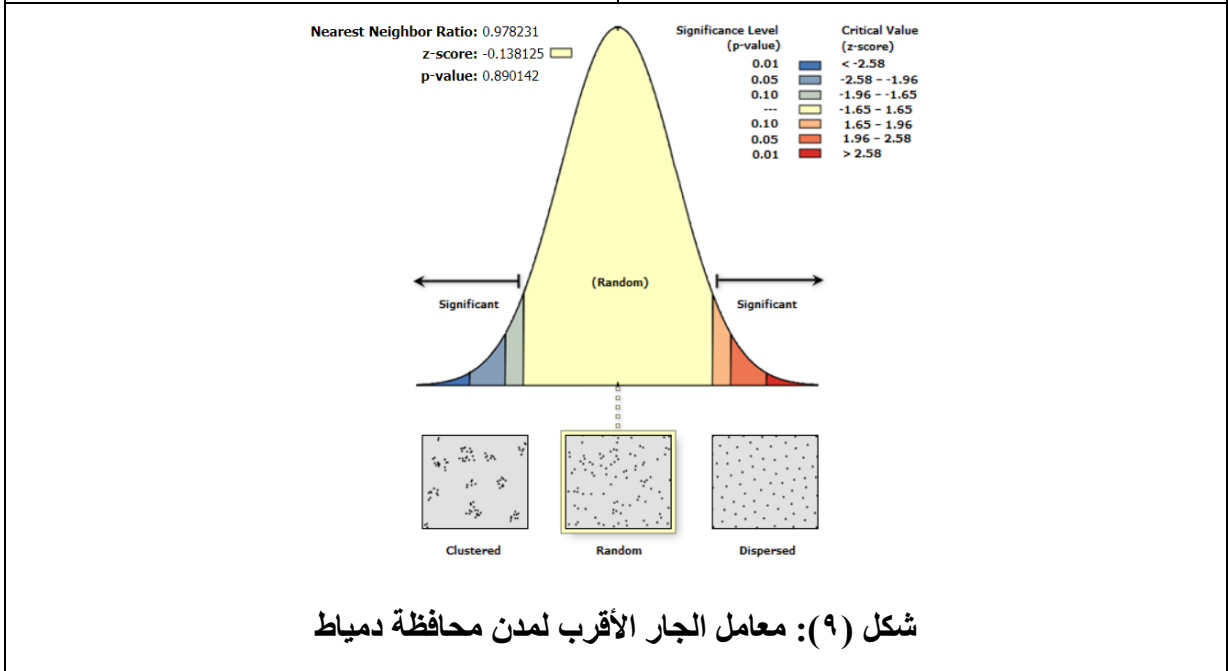 Nearest Neighbor Ratio: 0.978231
z-score: -0.138125
p-value: 0.890142
Significance Level (p-value)
Critical Value (z-score)
0.01 < -2.58
0.05 -2.58 – -1.96
0.10 -1.96 – -1.65
--- -1.65 – 1.65
0.10 1.65 – 1.96
0.05 1.96 – 2.58
0.01 > 2.58
(Random)
Significant
Significant
Clustered
Random
Dispersed
شكل (٩): معامل الجار الأقرب لمدن محافظة دمياط